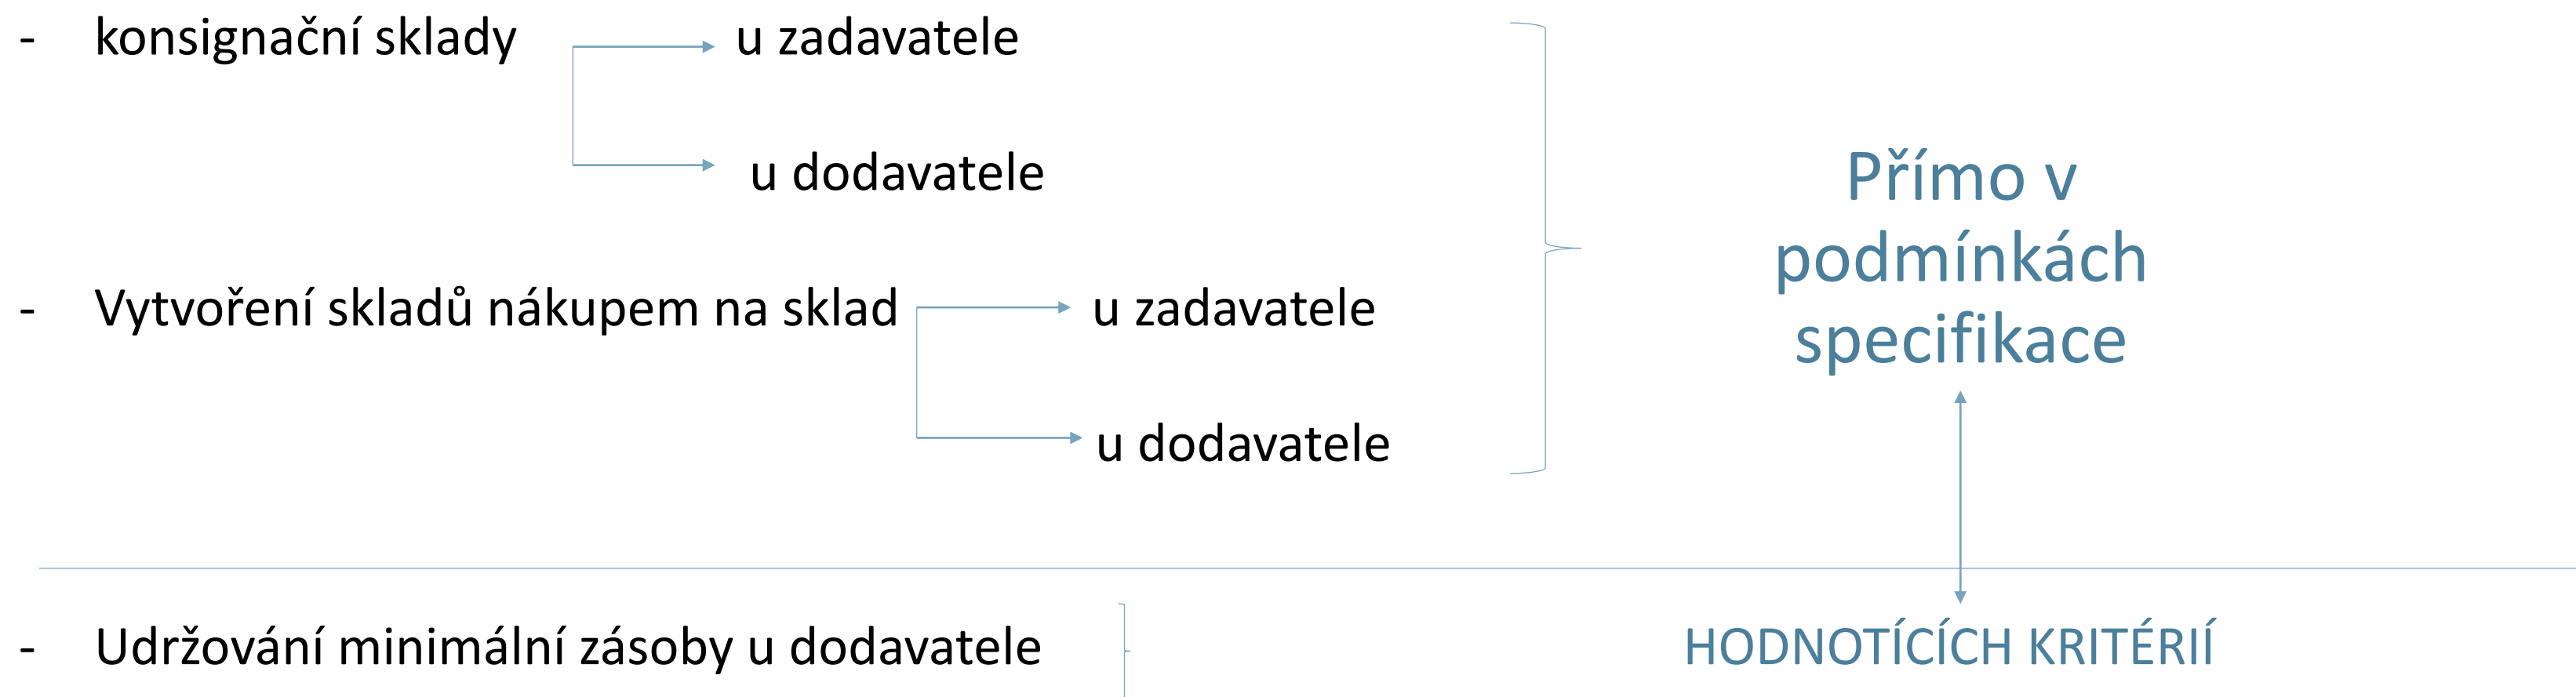 - konsignační sklady
u zadavatele
u dodavatele
- Vytvoření skladů nákupem na sklad
u zadavatele
u dodavatele
Přímo v
podmínkách
specifikace
- Udržování minimální zásoby u dodavatele
HODNOTÍCÍCH KRITÉRIÍ